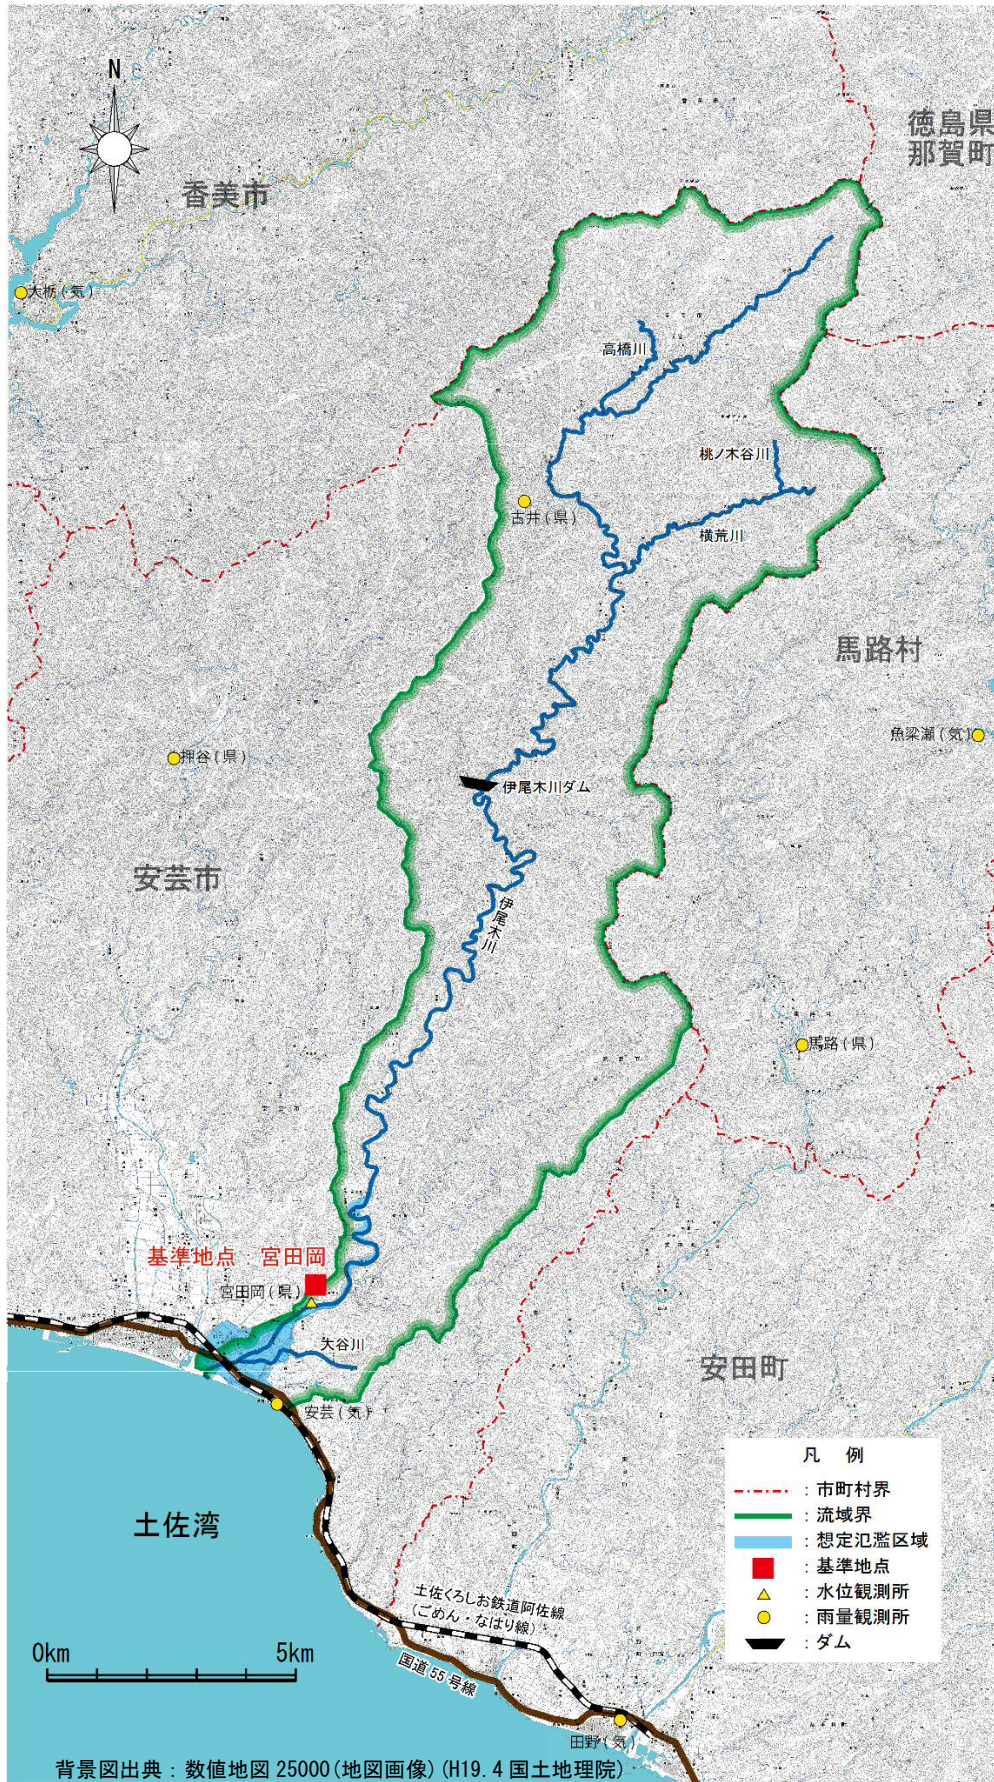 N
徳島県
那賀町
香美市
大栃(気)
高橋川
桃ノ木谷川
古井(県)
横荒川
馬路村
魚梁瀬(気)
押谷(県)
伊尾木川ダム
安芸市
伊尾木川
馬路(県)
基準地点:宮田岡
宮田岡(県)
大谷川
安田町
安芸(気)
土佐湾
凡 例
:市町村界
:流域界
:想定氾濫区域
:基準地点
:水位観測所
:雨量観測所
:ダム
土佐くろしお鉄道阿佐線
(ごめん・なはり線)
国道55号線
0km
5km
田野(気)
背景図出典:数値地図25000(地図画像)(H19.4国土地理院)